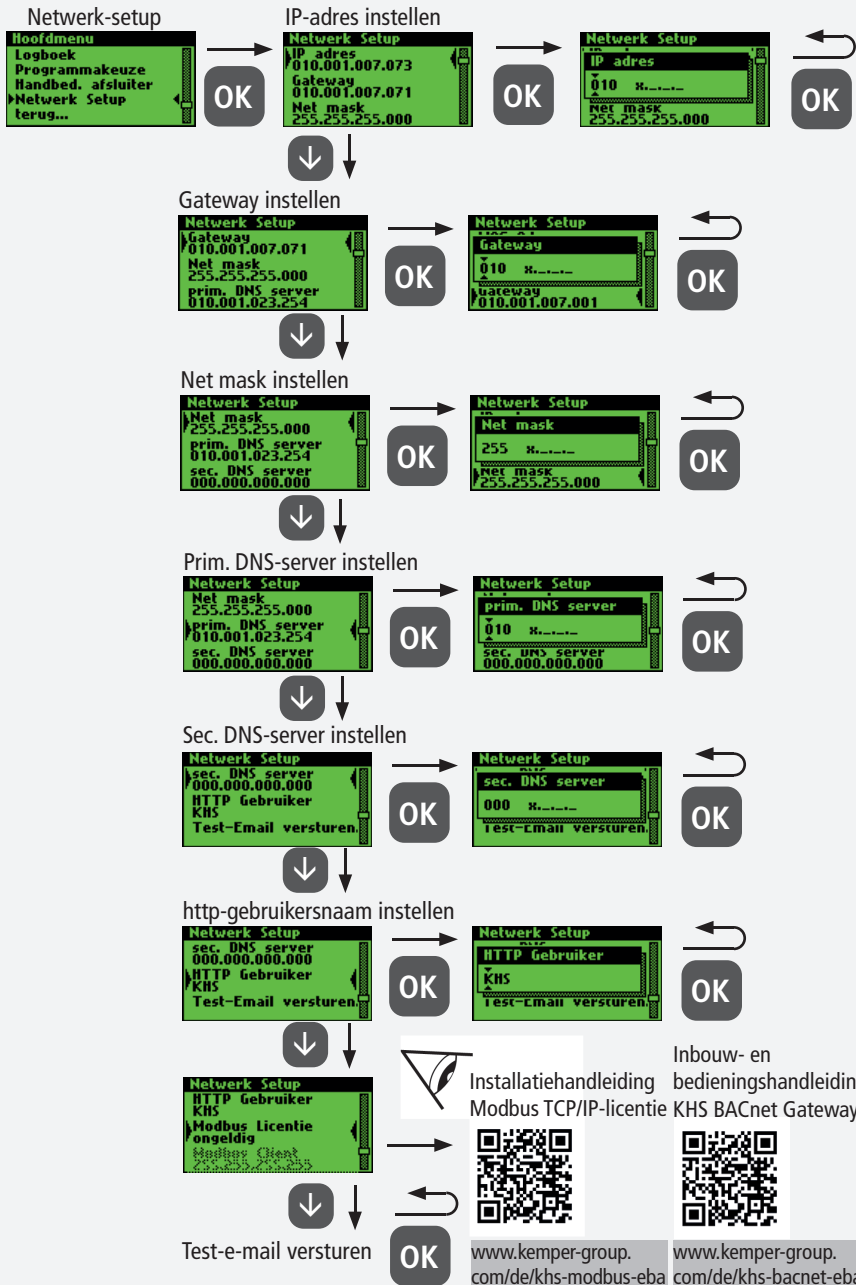 Netwerk-setup
IP-adres instellen
Hoofdmenu
Logboek
Programmakeuze
Handbed. afsluiter
Netwerk Setup
terug...
OK
Netwerk Setup
IP adres
010.001.007.073
Gateway
010.001.007.071
Net mask
255.255.255.000
OK
Netwerk Setup
IP adres
010 x._._._
Net mask
255.255.255.000
OK
Gateway instellen
Netwerk Setup
Gateway
010.001.007.071
Net mask
255.255.255.000
prim. DNS server
010.001.023.254
OK
Netwerk Setup
Gateway
010 x._._._
Gateway
010.001.007.001
OK
Net mask instellen
Netwerk Setup
Net mask
255.255.255.000
prim. DNS server
010.001.023.254
sec. DNS server
000.000.000.000
OK
Netwerk Setup
Net mask
255 x._._._
Net mask
255.255.255.000
OK
Prim. DNS-server instellen
Netwerk Setup
Net mask
255.255.255.000
prim. DNS server
010.001.023.254
sec. DNS server
000.000.000.000
OK
Netwerk Setup
prim. DNS server
010 x._._._
sec. DNS server
000.000.000.000
OK
Sec. DNS-server instellen
Netwerk Setup
sec. DNS server
000.000.000.000
HTTP Gebruiker
KHS
Test-Email versturen.
OK
Netwerk Setup
sec. DNS server
000 x._._._
Test-Email versturen.
OK
http-gebruikersnaam instellen
Netwerk Setup
sec. DNS server
000.000.000.000
HTTP Gebruiker
KHS
Test-Email versturen.
OK
Netwerk Setup
HTTP Gebruiker
KHS
Test-Email versturen.
OK
Netwerk Setup
HTTP Gebruiker
KHS
Modbus Licentie
ongeldig
Modbus Client
255.255.255.255
Installatiehandleiding
Modbus TCP/IP-licentie
www.kemper-group.
com/de/khs-modbus-eba
Inbouw- en
bedieningshandleidin
KHS BACnet Gateway
www.kemper-group.
com/de/khs-bacnet-eba
Test-e-mail versturen
OK